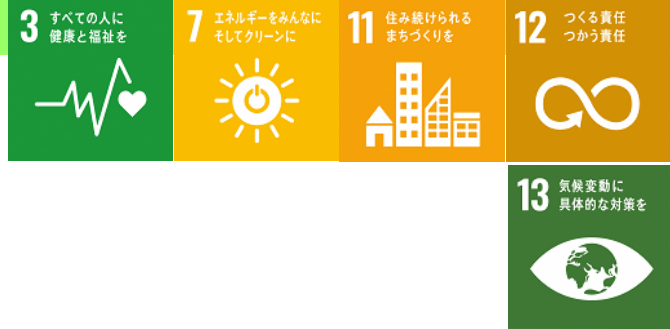 3 すべての人に
健康と福祉を
7 エネルギーをみんなに
そしてクリーンに
11 住み続けられる
まちづくりを
12 つくる責任
つかう責任
13 気候変動に
具体的な対策を